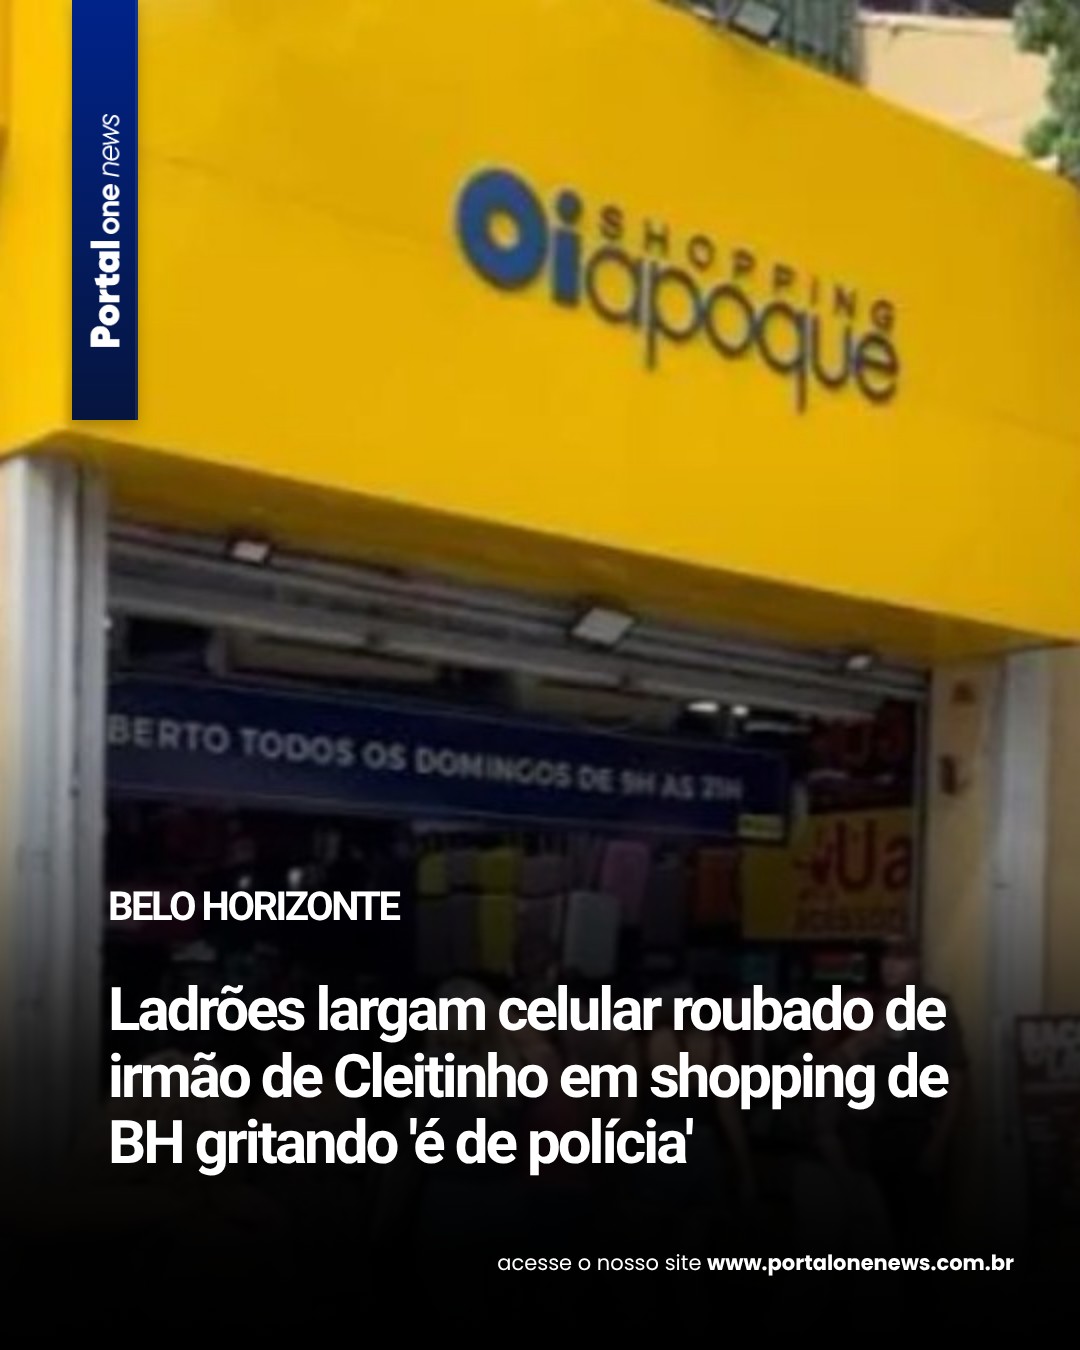 Portal one news
SHOPPING
Oiapoque
BERTO TODOS OS DOMINGOS DE 9H AS 21H
Ua
BELO HORIZONTE
Ladrões largam celular roubado de
irmão de Cleitinho em shopping de
BH gritando 'é de polícia'
acesse o nosso site www.portalonenews.com.br